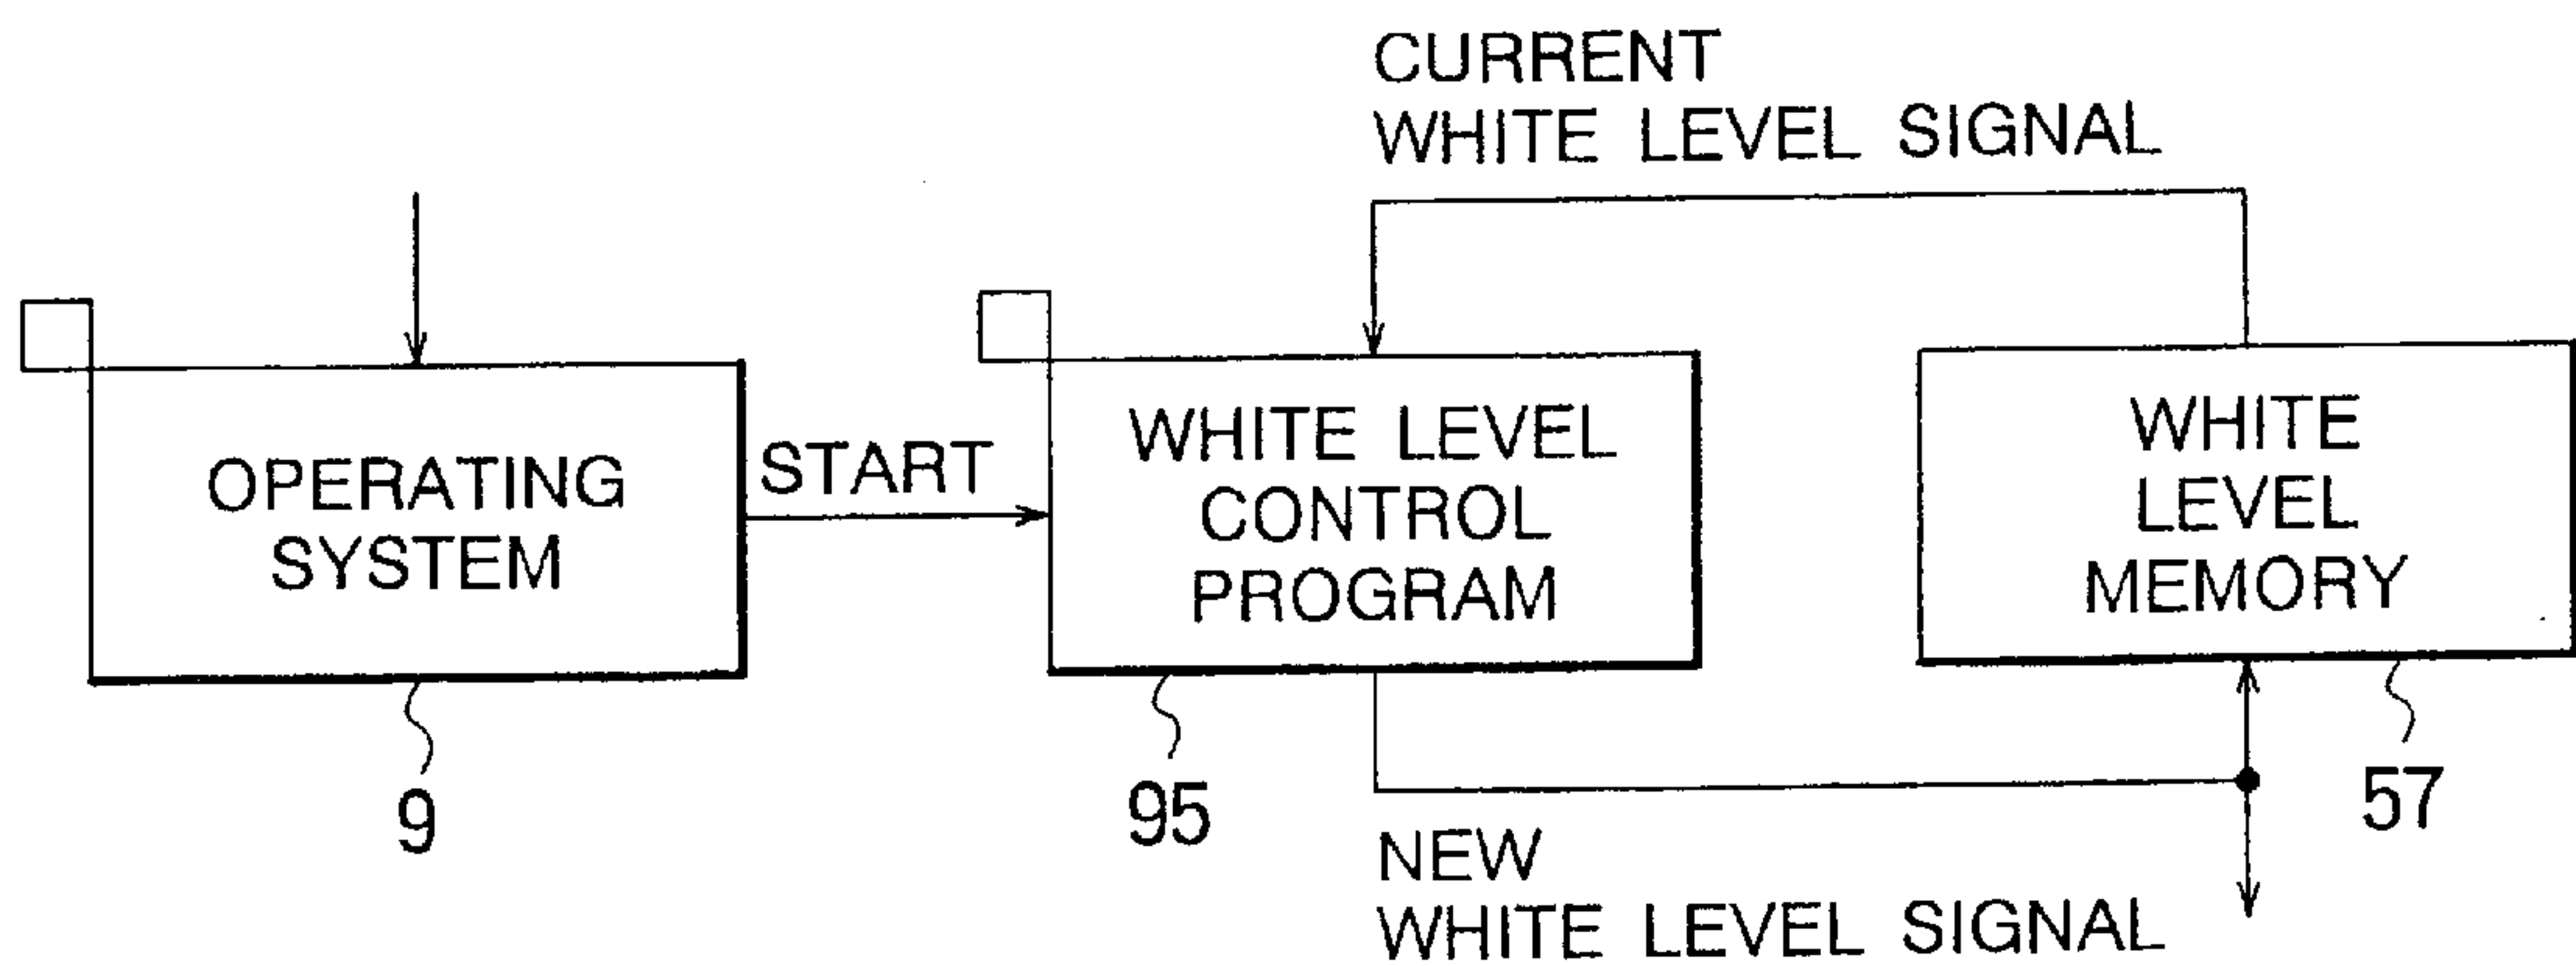 CURRENT
WHITE LEVEL SIGNAL
OPERATING
SYSTEM
START
WHITE LEVEL
CONTROL
PROGRAM
WHITE
LEVEL
MEMORY
9
95
57
NEW
WHITE LEVEL SIGNAL